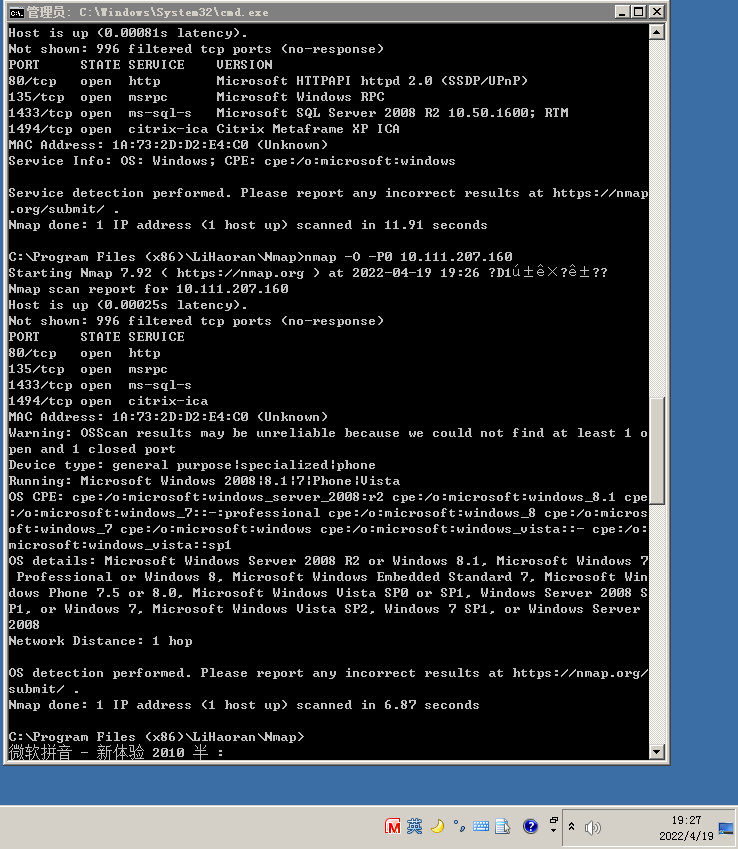 管理员: C:\Windows\System32\cmd.exe
Host is up (0.00081s latency).
Not shown: 996 filtered tcp ports (no-response)
PORT     STATE SERVICE    VERSION
80/tcp   open  http       Microsoft HTTPAPI httpd 2.0 (SSDP/UPnP)
135/tcp  open  msrpc      Microsoft Windows RPC
1433/tcp open  ms-sql-s   Microsoft SQL Server 2008 R2 10.50.1600; RTM
1494/tcp open  citrix-ica Citrix Metaframe XP ICA
MAC Address: 1A:73:2D:D2:E4:C0 (Unknown)
Service Info: OS: Windows; CPE: cpe:/o:microsoft:windows
Service detection performed. Please report any incorrect results at https://nmap
.org/submit/ .
Nmap done: 1 IP address (1 host up) scanned in 11.91 seconds
C:\Program Files (x86)\LiHaoran\Nmap>nmap -O -P0 10.111.207.160
Starting Nmap 7.92 ( https://nmap.org ) at 2022-04-19 19:26 ?D1ú±ê×?ê±??
Nmap scan report for 10.111.207.160
Host is up (0.00025s latency).
Not shown: 996 filtered tcp ports (no-response)
PORT     STATE SERVICE
80/tcp   open  http
135/tcp  open  msrpc
1433/tcp open  ms-sql-s
1494/tcp open  citrix-ica
MAC Address: 1A:73:2D:D2:E4:C0 (Unknown)
Warning: OSScan results may be unreliable because we could not find at least 1 o
pen and 1 closed port
Device type: general purpose|specialized|phone
Running: Microsoft Windows 2008|8.1|7|Phone|Vista
OS CPE: cpe:/o:microsoft:windows_server_2008:r2 cpe:/o:microsoft:windows_8.1 cpe
:/o:microsoft:windows_7::-:professional cpe:/o:microsoft:windows_8 cpe:/o:micros
oft:windows_7 cpe:/o:microsoft:windows cpe:/o:microsoft:windows_vista::- cpe:/o:
microsoft:windows_vista::sp1
OS details: Microsoft Windows Server 2008 R2 or Windows 8.1, Microsoft Windows 7
 Professional or Windows 8, Microsoft Windows Embedded Standard 7, Microsoft Win
dows Phone 7.5 or 8.0, Microsoft Windows Vista SP0 or SP1, Windows Server 2008 S
P1, or Windows 7, Microsoft Windows Vista SP2, Windows 7 SP1, or Windows Server
2008
Network Distance: 1 hop
OS detection performed. Please report any incorrect results at https://nmap.org/
submit/ .
Nmap done: 1 IP address (1 host up) scanned in 6.87 seconds
C:\Program Files (x86)\LiHaoran\Nmap>
微软拼音 - 新体验 2010 半 :
M 英 ?
19:27
2022/4/19